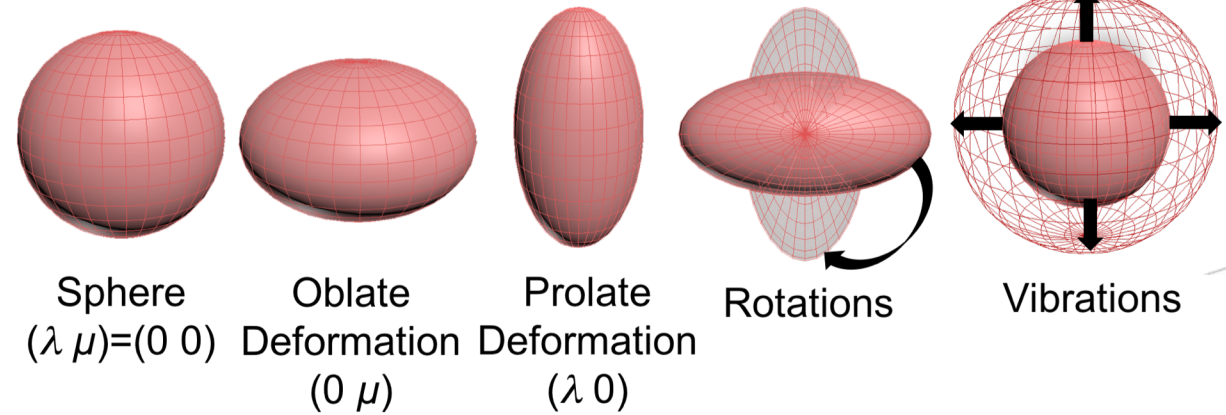 Sphere
(λ μ)=(0 0)
Oblate
Deformation
(0 μ)
Prolate
Deformation
(λ 0)
Rotations
Vibrations